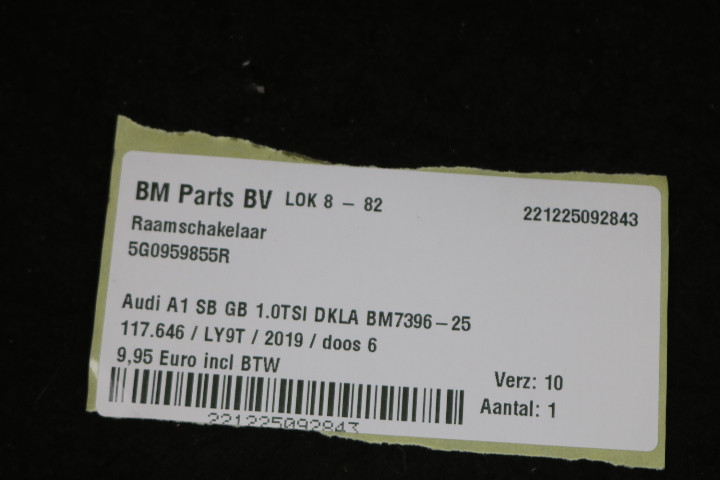 BM Parts BV LOK 8 – 82
221225092843
Raamschakelaar
5G0959855R
Audi A1 SB GB 1.0TSI DKLA BM7396–25
117.646 / LY9T / 2019 / doos 6
9,95 Euro incl BTW
Verz: 10
Aantal: 1
221225092843